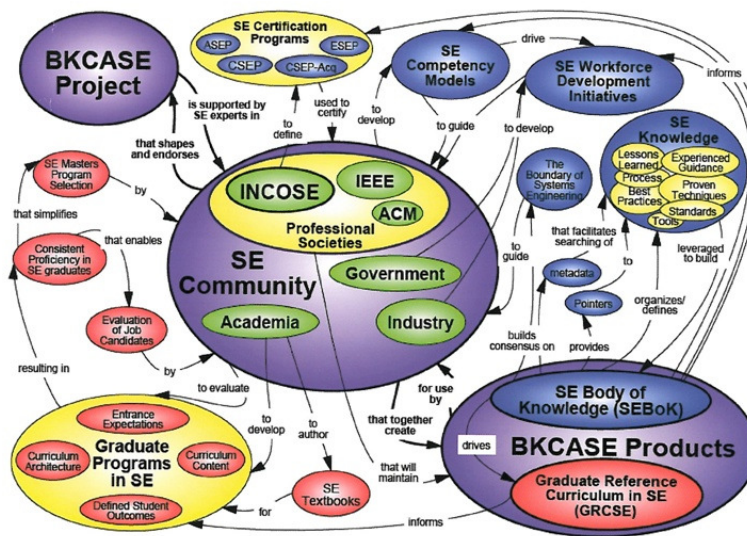 SE Certification
Programs
ASEP
ESEP
CSEP
CSEP-Acq
SE
Competency
Models
drive
SE Workforce
Development
Initiatives
informs
BKCASE
Project
is supported by
SE experts in
used to
certify
to
develop
to guide
to develop
to
define
that shapes
and endorses
SE
Knowledge
Lessons
Learned
Experienced
Guidance
Process
Best
Practices
Proven
Techniques
Standards
Tools
The
Boundary of
Systems
Engineering
SE Masters
Program
Selection
by
that simplifies
Consistent
Proficiency in
SE graduates
that enables
Evaluation
of Job
Candidates
by
resulting in
INCOSE
IEEE
ACM
Professional
Societies
SE
Community
Government
Academia
Industry
to
guide
that facilitates
searching of
metadata
to
Pointers
leveraged
to build
organizes/
defines
builds
consensus on
provides
to evaluate
to
develop
to
author
for use
by
that together
create
that will
maintain
SE Body of
Knowledge (SEBoK)
BKCASE Products
drives
Graduate Reference
Curriculum in SE
(GRCSE)
Entrance
Expectations
Curriculum
Architecture
Graduate
Programs
in SE
Curriculum
Content
Defined Student
Outcomes
SE
Textbooks
for
informs